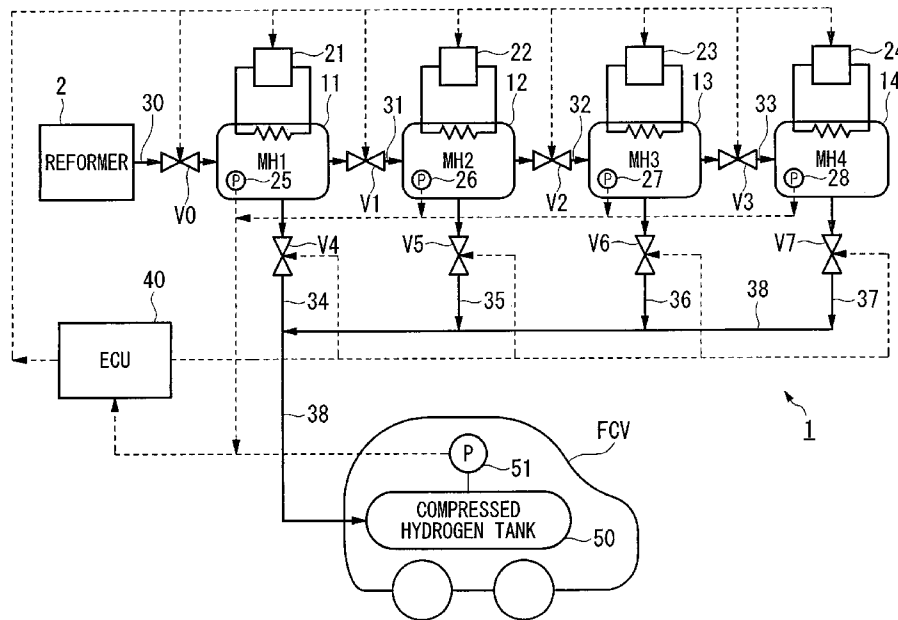 21
22
23
24
2
30
11
31
12
32
13
33
14
REFORMER
MH1
MH2
MH3
MH4
P
25
P
26
P
27
P
28
V0
V1
V2
V3
V4
V5
V6
V7
40
34
35
36
38
37
ECU
38
FCV
1
P
51
COMPRESSED
HYDROGEN TANK
50